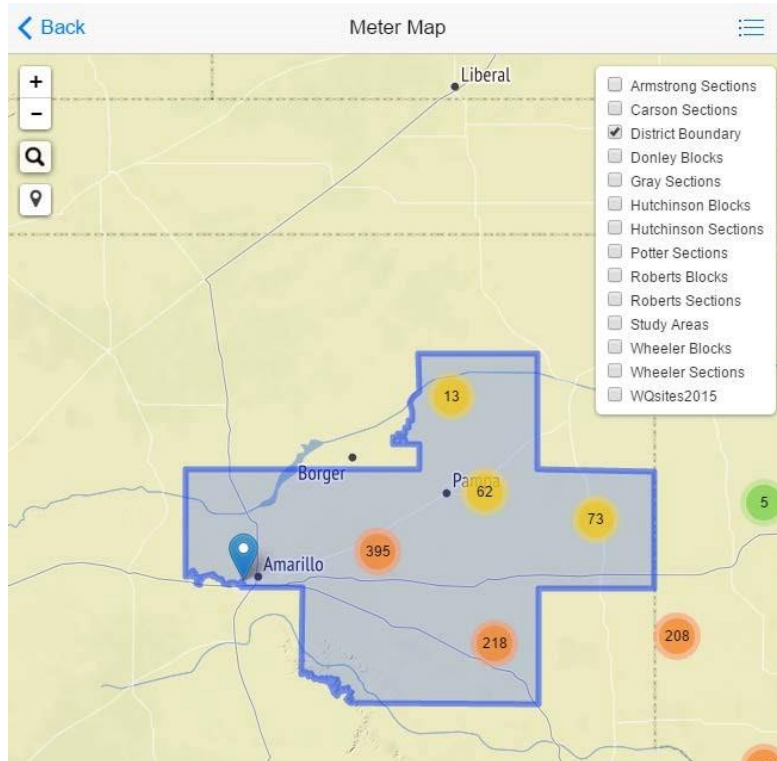 Back
Meter Map
+
−
Liberal
Armstrong Sections
Carson Sections
District Boundary
Donley Blocks
Gray Sections
Hutchinson Blocks
Hutchinson Sections
Potter Sections
Roberts Blocks
Roberts Sections
Study Areas
Wheeler Blocks
Wheeler Sections
WQsites2015
13
Borger
Pampa
62
5
73
395
Amarillo
218
208